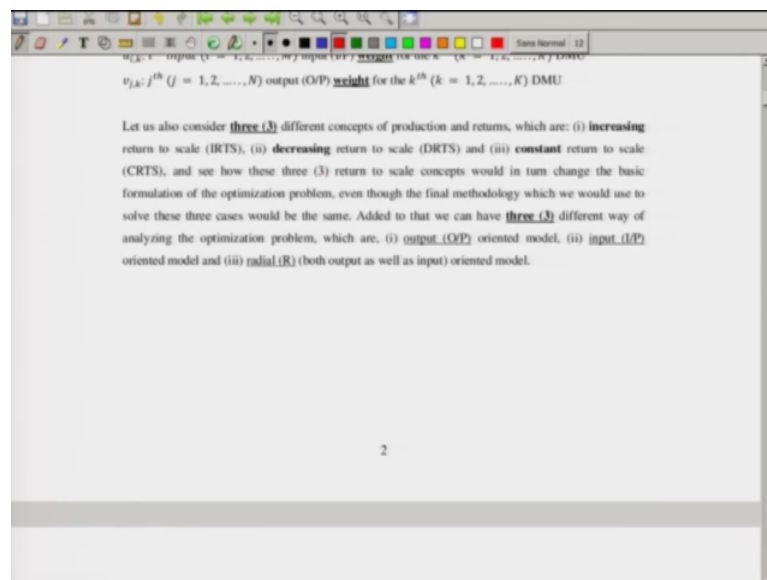 T Sans Normal 12
v_{j,k}: j^{th} (j = 1, 2, ....., N) output (O/P) weight for the k^{th} (k = 1, 2, ....., K) DMU
Let us also consider three (3) different concepts of production and returns, which are: (i) increasing
return to scale (IRTS), (ii) decreasing return to scale (DRTS) and (iii) constant return to scale
(CRTS), and see how these three (3) return to scale concepts would in turn change the basic
formulation of the optimization problem, even though the final methodology which we would use to
solve these three cases would be the same. Added to that we can have three (3) different way of
analyzing the optimization problem, which are, (i) output (O/P) oriented model, (ii) input (I/P)
oriented model and (iii) radial (R) (both output as well as input) oriented model.
2